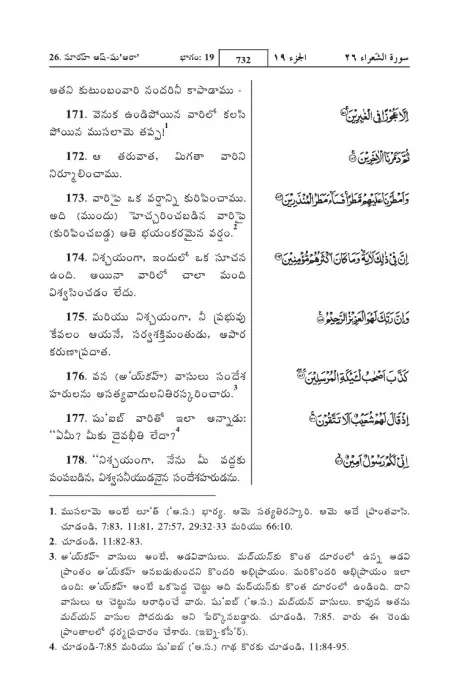 26. సూరహ్ అష్-షు'అరా' భాగం: 19 732 الجزء ١٩ سورة الشعراء ٢٦
అతని కుటుంబంవారి నందరినీ కాపాడాము -
171. వెనుక ఉండిపోయిన వారిలో కలసి
పోయిన ముసలామె తప్ప!1
إِلَّا عَجُوزًا فِي الْغَابِرِينَ
172. ఆ తరువాత, మిగతా వారిని
నిర్మూలించాము.
ثُمَّ دَمَّرْنَا الْآخَرِينَ
173. వారిపై ఒక వర్షాన్ని కురిపించాము.
అది (ముందు) హెచ్చరించబడిన వారిపై
(కురిపించబడ్డ) అతి భయంకరమైన వర్షం.2
وَأَمْطَرْنَا عَلَيْهِم مَّطَرًا فَسَاءَ مَطَرُ الْمُنذَرِينَ
174. నిశ్చయంగా, ఇందులో ఒక సూచన
ఉంది. అయినా వారిలో చాలా మంది
విశ్వసించడం లేదు.
إِنَّ فِي ذَٰلِكَ لَآيَةً وَمَا كَانَ أَكْثَرُهُم مُّؤْمِنِينَ
175. మరియు నిశ్చయంగా, నీ ప్రభువు
కేవలం ఆయనే, సర్వశక్తిమంతుడు, అపార
కరుణాప్రదాత.
وَإِنَّ رَبَّكَ لَهُوَ الْعَزِيزُ الرَّحِيمُ
176. వన (అ'య్‌కహ్) వాసులు సందేశ
హరులను అసత్యవాదులనితిరస్కరించారు.3
كَذَّبَ أَصْحَابُ لْـَٔيْكَةِ الْمُرْسَلِينَ
177. షు'ఐబ్ వారితో ఇలా అన్నాడు:
"ఏమీ? మీకు దైవభీతి లేదా?4
إِذْ قَالَ لَهُمْ شُعَيْبٌ أَلَا تَتَّقُونَ
178. "నిశ్చయంగా, నేను మీ వద్దకు
పంపబడిన, విశ్వసనీయుడనైన సందేశహరుడను.
إِنِّي لَكُمْ رَسُولٌ أَمِينٌ
1. ముసలామె అంటే లూ'త్ ('అ.స.) భార్య. ఆమె సత్యతిరస్కారి. ఆమె అదే ప్రాంతవాసి.
చూడండి, 7:83, 11:81, 27:57, 29:32-33 మరియు 66:10.
2. చూడండి, 11:82-83.
3. అ'య్‌కహ్ వాసులు అంటే, అడవివాసులు. మద్‌యన్‌కు కొంత దూరంలో ఉన్న అడవి
ప్రాంతం అ'య్‌కహ్ అనబడుతుందని కొందరి అభిప్రాయం. మరికొందరి అభిప్రాయం ఇలా
ఉంది: అ'య్‌కహ్ అంటే ఒకపెద్ద చెట్టు అది మద్‌యన్‌కు కొంత దూరంలో ఉండింది. దాని
వాసులు ఆ చెట్టును ఆరాధించే వారు. షు'ఐబ్ ('అ.స.) మద్‌యన్ వాసులు. కావున అతను
మద్‌యన్ వాసుల సోదరుడు అని పేర్కొనబడ్డారు. చూడండి, 7:85. వారు ఈ రెండు
ప్రాంతాలలో ధర్మప్రచారం చేశారు. (ఇబ్నె-కసీ'ర్).
4. చూడండి-7:85 మరియు షు'ఐబ్ ('అ.స.) గాథ కొరకు చూడండి, 11:84-95.